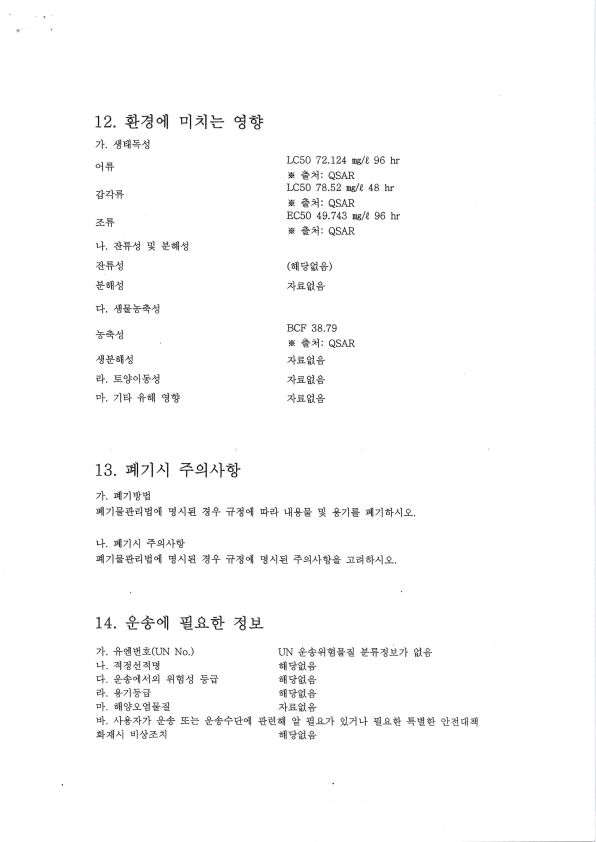 12. 환경에 미치는 영향
가. 생태독성
어류
LC50 72.124 ㎎/ℓ 96 hr
※ 출처: QSAR
갑각류
LC50 78.52 ㎎/ℓ 48 hr
※ 출처: QSAR
조류
EC50 49.743 ㎎/ℓ 96 hr
※ 출처: QSAR
나. 잔류성 및 분해성
잔류성 (해당없음)
분해성 자료없음
다. 생물농축성
농축성
BCF 38.79
※ 출처: QSAR
생분해성 자료없음
라. 토양이동성 자료없음
마. 기타 유해 영향 자료없음
13. 폐기시 주의사항
가. 폐기방법
폐기물관리법에 명시된 경우 규정에 따라 내용물 및 용기를 폐기하시오.
나. 폐기시 주의사항
폐기물관리법에 명시된 경우 규정에 명시된 주의사항을 고려하시오.
14. 운송에 필요한 정보
가. 유엔번호(UN No.) UN 운송위험물질 분류정보가 없음
나. 적정선적명 해당없음
다. 운송에서의 위험성 등급 해당없음
라. 용기등급 해당없음
마. 해양오염물질 자료없음
바. 사용자가 운송 또는 운송수단에 관련해 알 필요가 있거나 필요한 특별한 안전대책
화재시 비상조치 해당없음